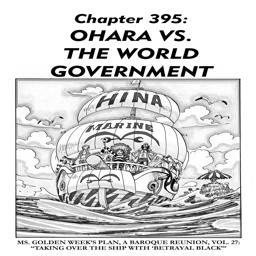 Chapter 395:
OHARA VS.
THE WORLD
GOVERNMENT
HINA
MARINE
MS. GOLDEN WEEK'S PLAN, A BAROQUE REUNION, VOL. 27:
"TAKING OVER THE SHIP WITH 'BETRAYAL BLACK'"